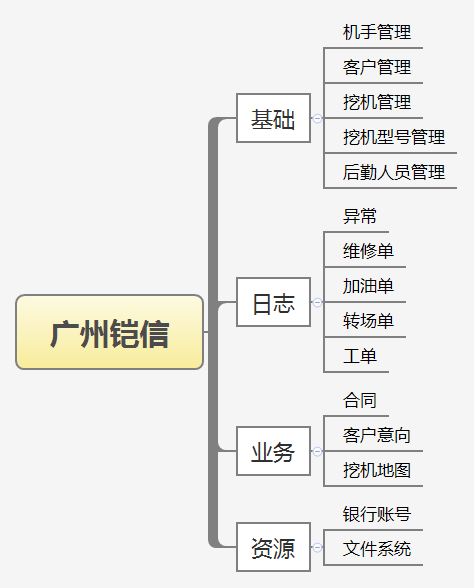 广州铠信
基础
机手管理
客户管理
挖机管理
挖机型号管理
后勤人员管理
日志
异常
维修单
加油单
转场单
工单
业务
合同
客户意向
挖机地图
资源
银行账号
文件系统